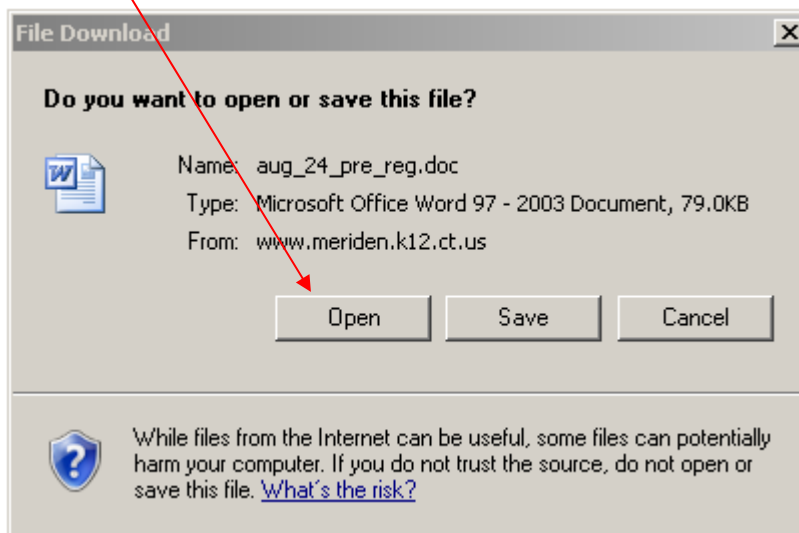 File Download
Do you want to open or save this file?
Name: aug_24_pre_reg.doc
Type: Microsoft Office Word 97 - 2003 Document, 79.0KB
From: www.meriden.k12.ct.us
Open Save Cancel
While files from the Internet can be useful, some files can potentially
harm your computer. If you do not trust the source, do not open or
save this file. What's the risk?